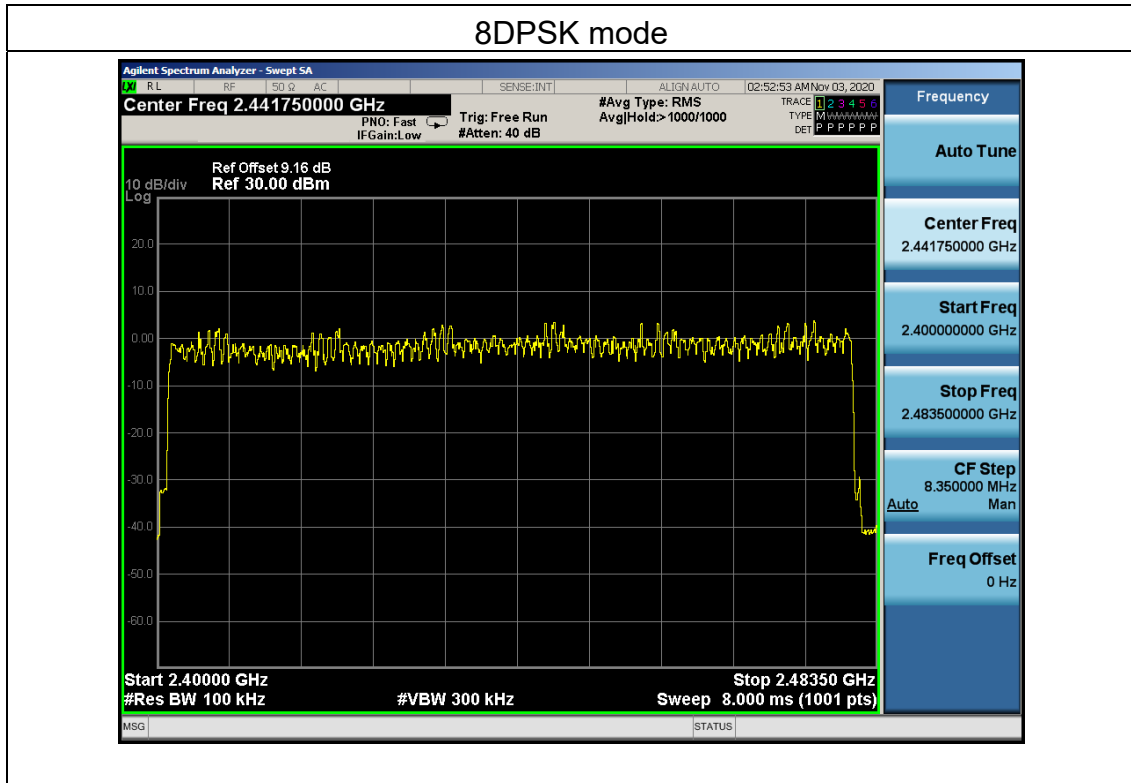 8DPSK mode
Agilent Spectrum Analyzer - Swept SA
LXI RL RF 50 Ω AC SENSE:INT ALIGNAUTO 02:52:53 AMNov 03, 2020
Center Freq 2.441750000 GHz
PNO: Fast
IFGain:Low
Trig: Free Run
#Atten: 40 dB
#Avg Type: RMS
Avg|Hold:>1000/1000
TRACE 1 2 3 4 5 6
TYPE MWWWWW
DET P P P P P P
Ref Offset 9.16 dB
10 dB/div Ref 30.00 dBm
Log
20.0
10.0
0.00
-10.0
-20.0
-30.0
-40.0
-50.0
-60.0
Start 2.40000 GHz Stop 2.48350 GHz
#Res BW 100 kHz #VBW 300 kHz Sweep 8.000 ms (1001 pts)
MSG STATUS
Frequency
Auto Tune
Center Freq
2.441750000 GHz
Start Freq
2.400000000 GHz
Stop Freq
2.483500000 GHz
CF Step
8.350000 MHz
Auto Man
Freq Offset
0 Hz